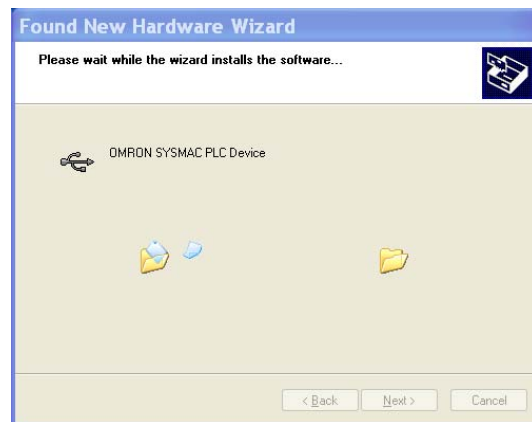 Found New Hardware Wizard
Please wait while the wizard installs the software...
OMRON SYSMAC PLC Device
< Back
Next >
Cancel